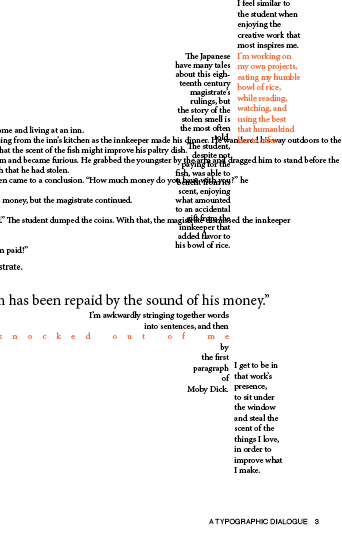 I feel similar to
the student when
enjoying the
creative work that
most inspires me.
I'm working on
my own projects,
eating my humble
bowl of rice,
while reading,
watching, and
using the best
that humankind
The Japanese
have many tales
about this eigh-
teenth century
magistrate's
rulings, but
the story of the
stolen smell is
the most often
told.
The student,
despite not
paying for the
fish, was able to
benefit from its
scent, enjoying
what amounted
to an accidental
gift from the
innkeeper that
added flavor to
his bowl of rice.
ome and living at an inn.
ing from the inn's kitchen as the innkeeper made his dinner. He wandered his way outdoors to the
hat the scent of the fish might improve his paltry dish.
m and became furious. He grabbed the youngster by the arm and dragged him to stand before the
h that he had stolen.
en came to a conclusion. “How much money do you have with you?” he
money, but the magistrate continued.
.” The student dumped the coins. With that, the magistrate dismissed the innkeeper
n paid!”
strate.
n has been repaid by the sound of his money.”
I'm awkwardly stringing together words
into sentences, and then
knocked out of me
by
the first
paragraph
of
Moby Dick.
I get to be in
that work's
presence,
to sit under
the window
and steal the
scent of the
things I love,
in order to
improve what
I make.
A TYPOGRAPHIC DIALOGUE 3